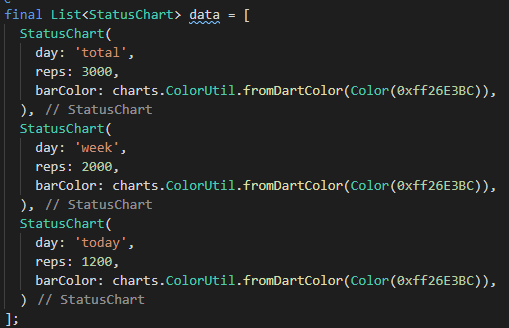 final List<StatusChart> data = [
  StatusChart(
    day: 'total',
    reps: 3000,
    barColor: charts.ColorUtil.fromDartColor(Color(0xff26E3BC)),
  ), // StatusChart
  StatusChart(
    day: 'week',
    reps: 2000,
    barColor: charts.ColorUtil.fromDartColor(Color(0xff26E3BC)),
  ), // StatusChart
  StatusChart(
    day: 'today',
    reps: 1200,
    barColor: charts.ColorUtil.fromDartColor(Color(0xff26E3BC)),
  ) // StatusChart
];